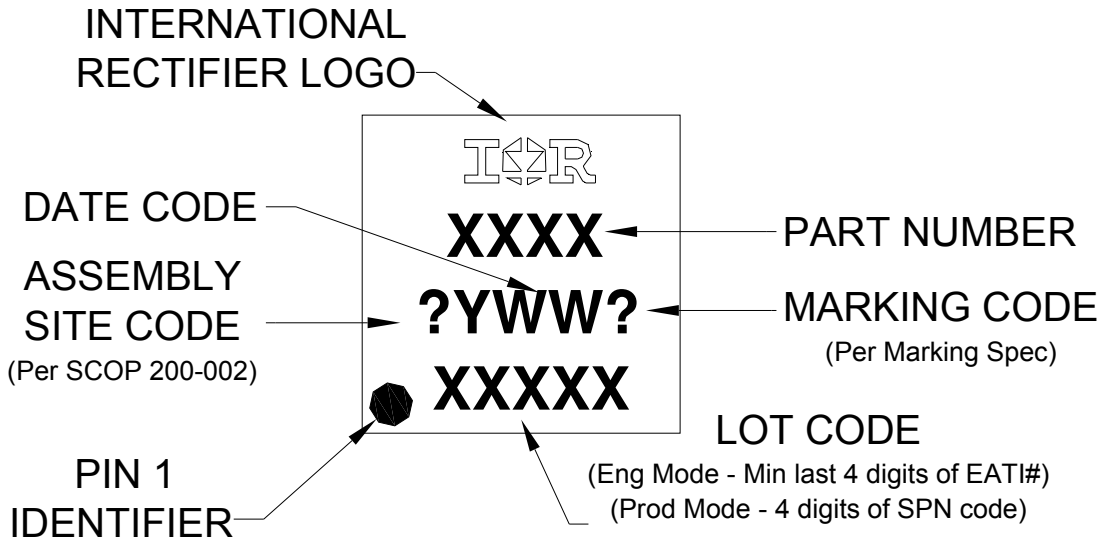 INTERNATIONAL
RECTIFIER LOGO
IOR
DATE CODE
XXXX
PART NUMBER
ASSEMBLY
SITE CODE
(Per SCOP 200-002)
?YWW?
MARKING CODE
(Per Marking Spec)
XXXXX
LOT CODE
(Eng Mode - Min last 4 digits of EATI#)
(Prod Mode - 4 digits of SPN code)
PIN 1
IDENTIFIER